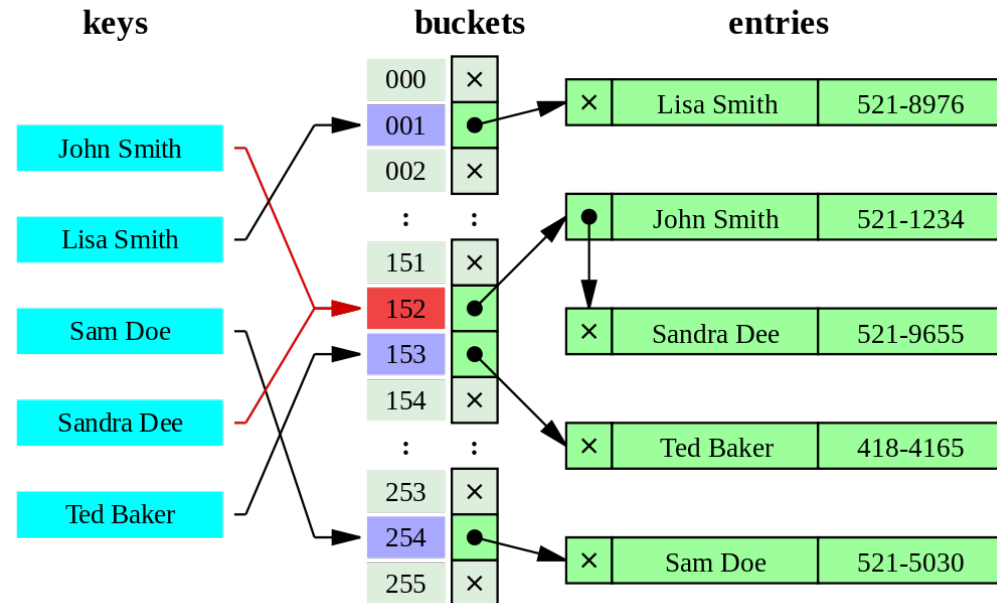 keys
buckets
entries
John Smith
Lisa Smith
Sam Doe
Sandra Dee
Ted Baker
000 ×
001
002 ×
: :
151 ×
152
153
154 ×
: :
253 ×
254
255 ×
× Lisa Smith 521-8976
John Smith 521-1234
× Sandra Dee 521-9655
× Ted Baker 418-4165
× Sam Doe 521-5030